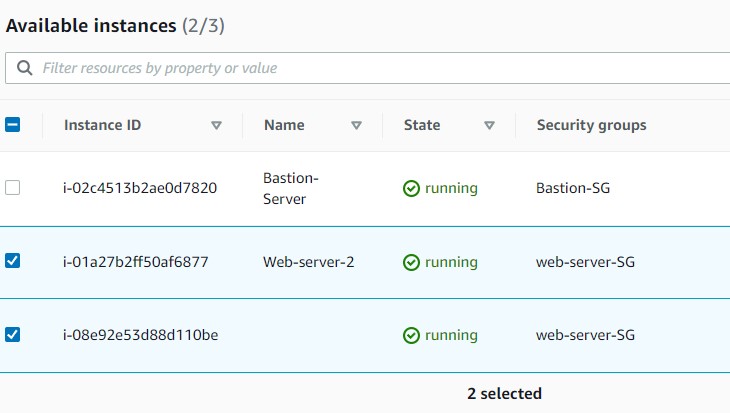 Available instances (2/3)
Filter resources by property or value
Instance ID Name State Security groups
i-02c4513b2ae0d7820 Bastion-Server running Bastion-SG
i-01a27b2ff50af6877 Web-server-2 running web-server-SG
i-08e92e53d88d110be running web-server-SG
2 selected